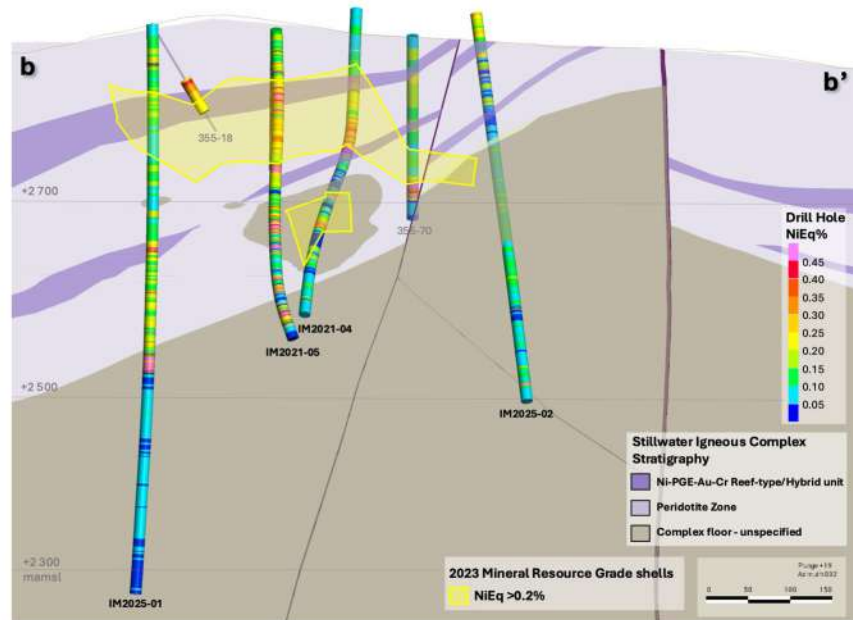 b
b'
355-18
+2 700
355-70
Drill Hole
NiEq%
0.45
0.40
0.35
0.30
0.25
0.20
0.15
0.10
0.05
IM2021-04
IM2021-05
+2 500
IM2025-02
Stillwater Igneous Complex
Stratigraphy
Ni-PGE-Au-Cr Reef-type/Hybrid unit
Peridotite Zone
Complex floor - unspecified
+2 300
mamsl
2023 Mineral Resource Grade shells
NiEq >0.2%
0 50 100 150
IM2025-01